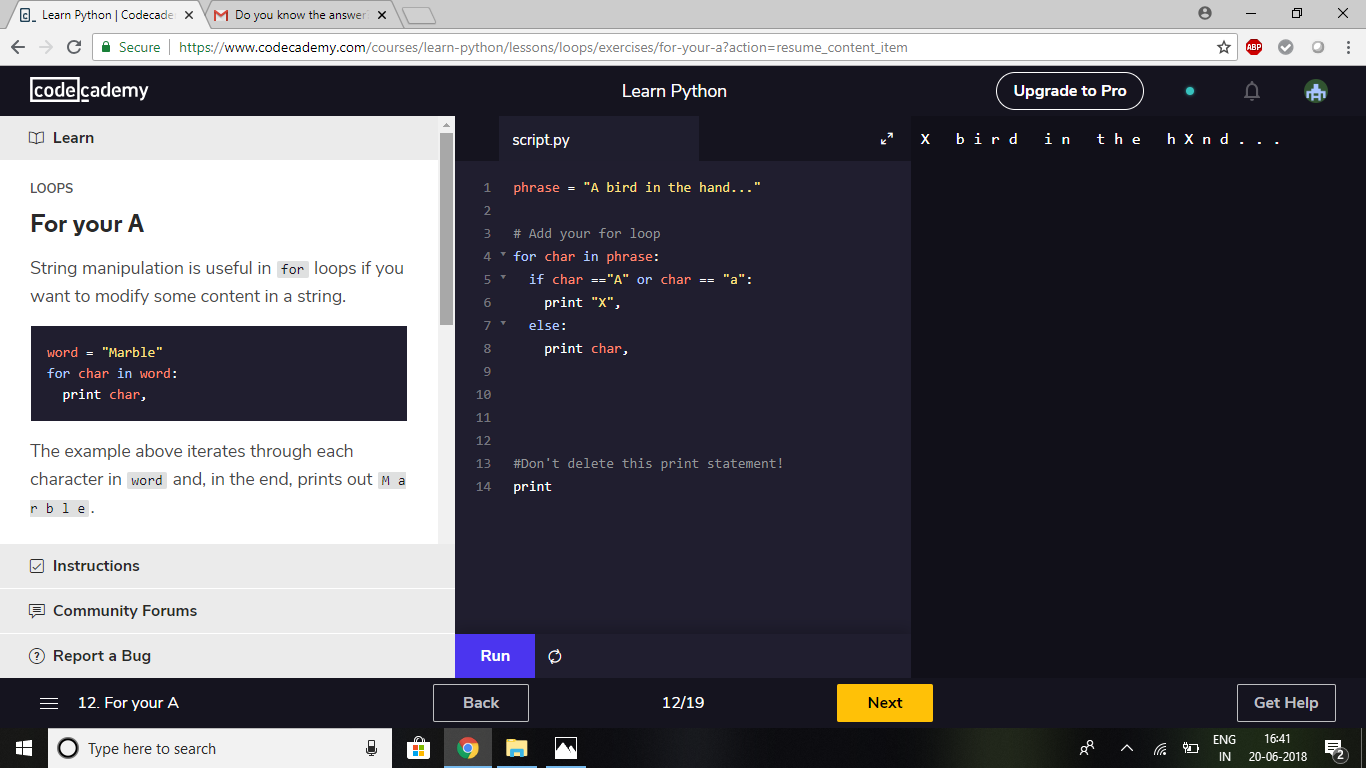 Learn Python | Codecade
Do you know the answer
Secure
https://www.codecademy.com/courses/learn-python/lessons/loops/exercises/for-your-a?action=resume_content_item
ABP
codecademy
Learn Python
Upgrade to Pro
Learn
LOOPS
For your A
String manipulation is useful in for loops if you
want to modify some content in a string.
word = "Marble"
for char in word:
  print char,
The example above iterates through each
character in word and, in the end, prints out M a
r b l e .
Instructions
Community Forums
Report a Bug
script.py
1 phrase = "A bird in the hand..."
2
3 # Add your for loop
4 for char in phrase:
5   if char =="A" or char == "a":
6     print "X",
7   else:
8     print char,
9
10
11
12
13 #Don't delete this print statement!
14 print
Run
X   b i r d   i n   t h e   h X n d . . .
12. For your A
Back
12/19
Next
Get Help
Type here to search
ENG
IN
16:41
20-06-2018
2